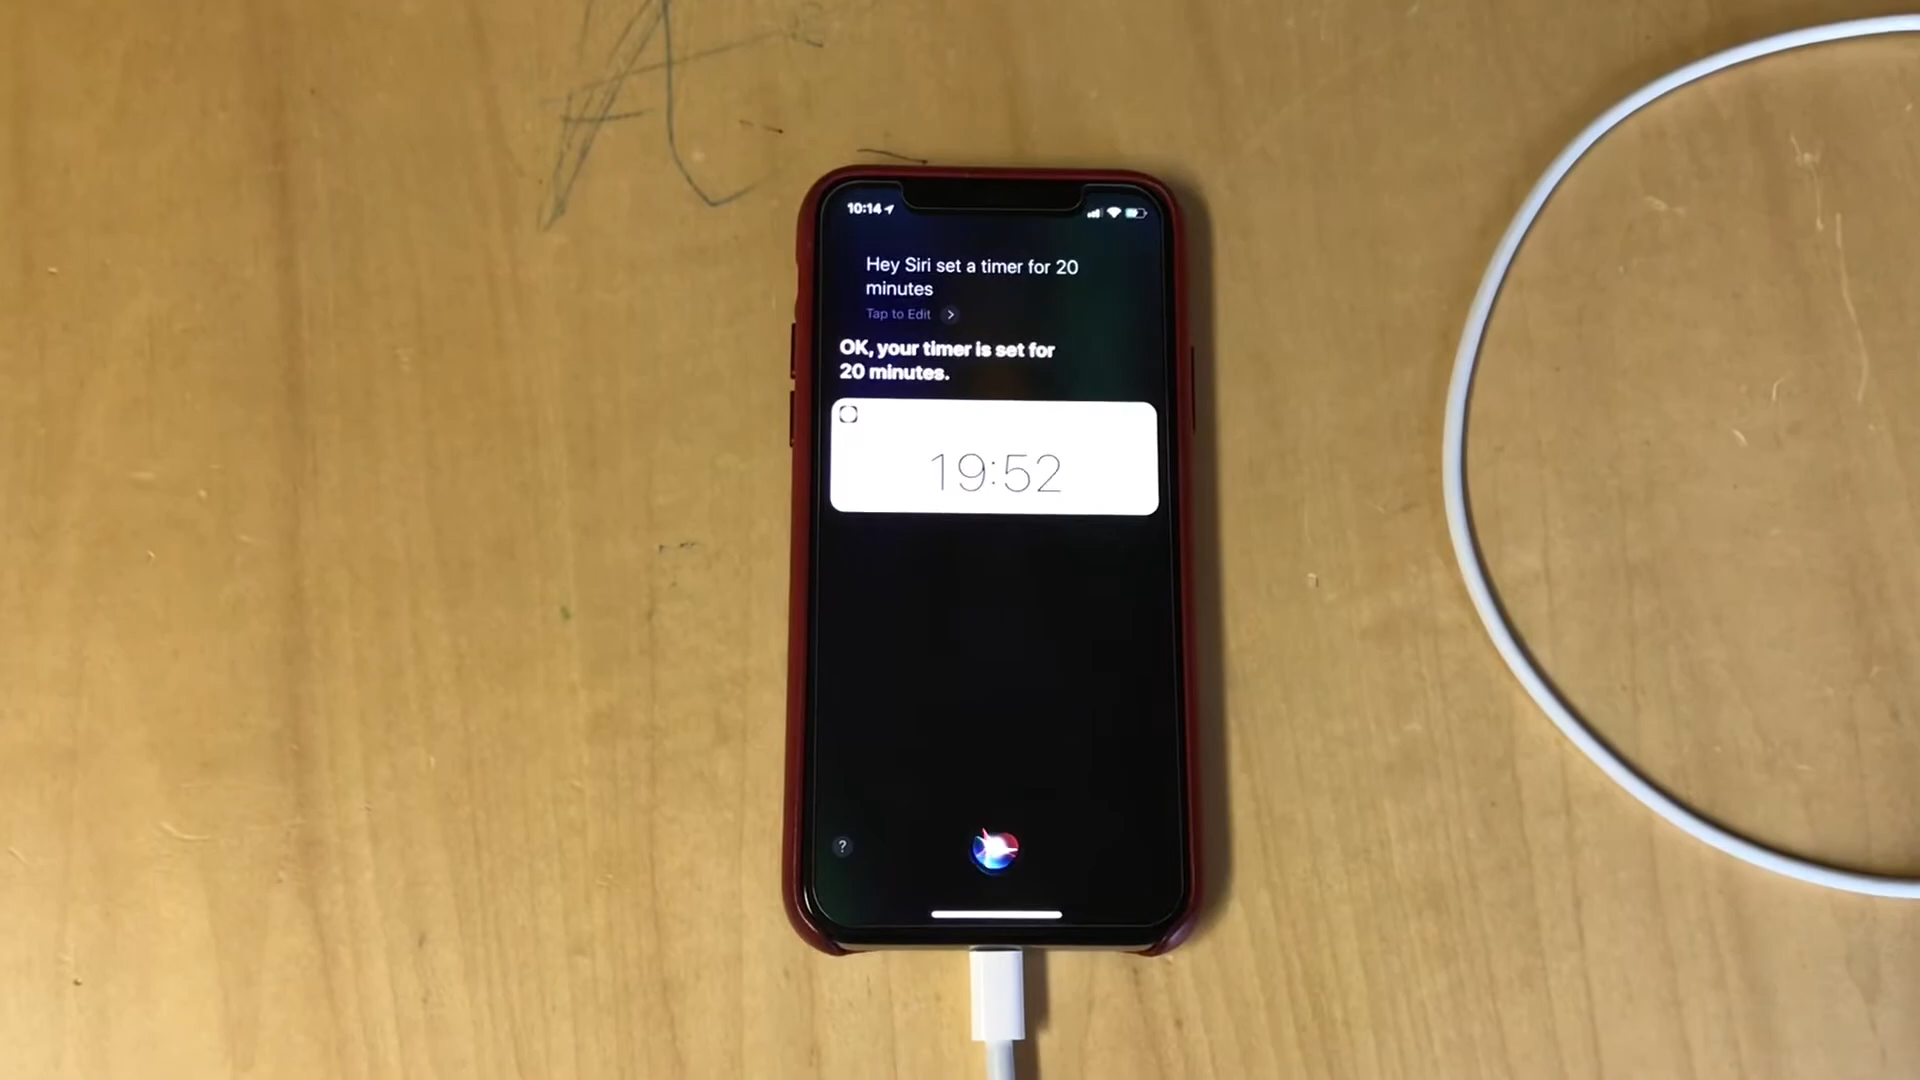 10:14
Hey Siri set a timer for 20
minutes
Tap to Edit
OK, your timer is set for
20 minutes.
19:52
?